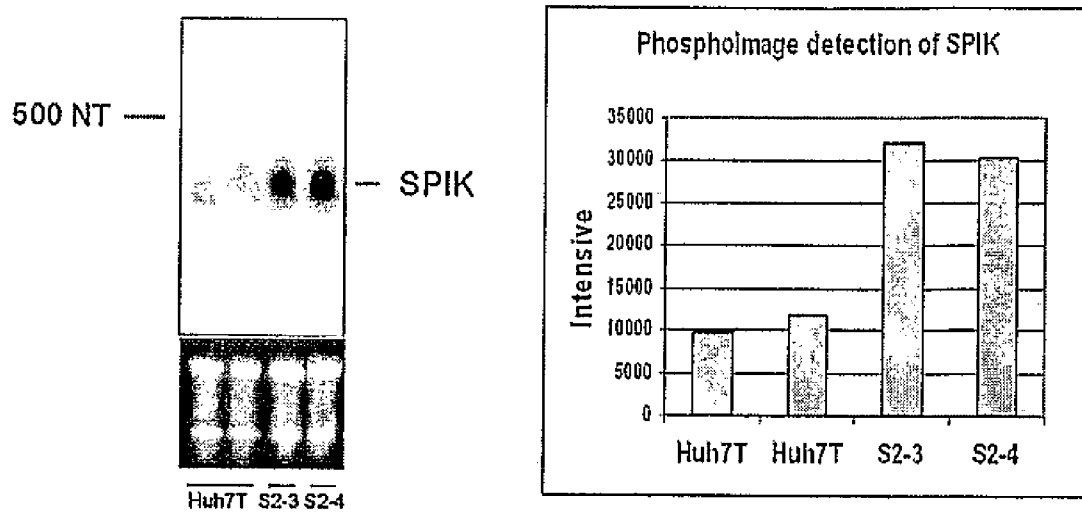 500 NT
SPIK
Huh7T S2-3 S2-4
Phosphoimage detection of SPIK
Intensive
35000
30000
25000
20000
15000
10000
5000
0
Huh7T Huh7T S2-3 S2-4